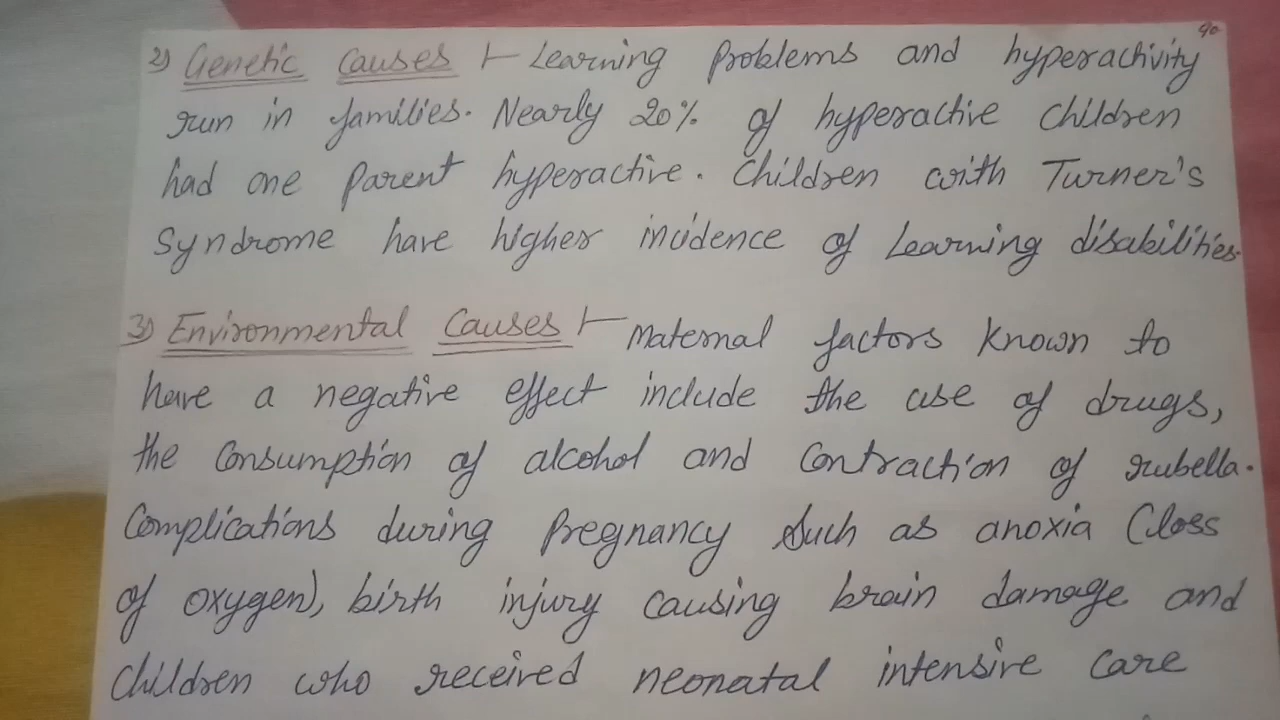 40
2) Genetic Causes :- Learning Problems and hyperactivity
run in families. Nearly 20% of hyperactive children
had one Parent hyperactive. Children with Turner's
Syndrome have higher incidence of Learning disabilities.
3) Environmental Causes :- Maternal factors known to
have a negative effect include the use of drugs,
the consumption of alcohol and contraction of rubella.
Complications during pregnancy such as anoxia (loss
of oxygen), birth injury causing brain damage and
children who received neonatal intensive care